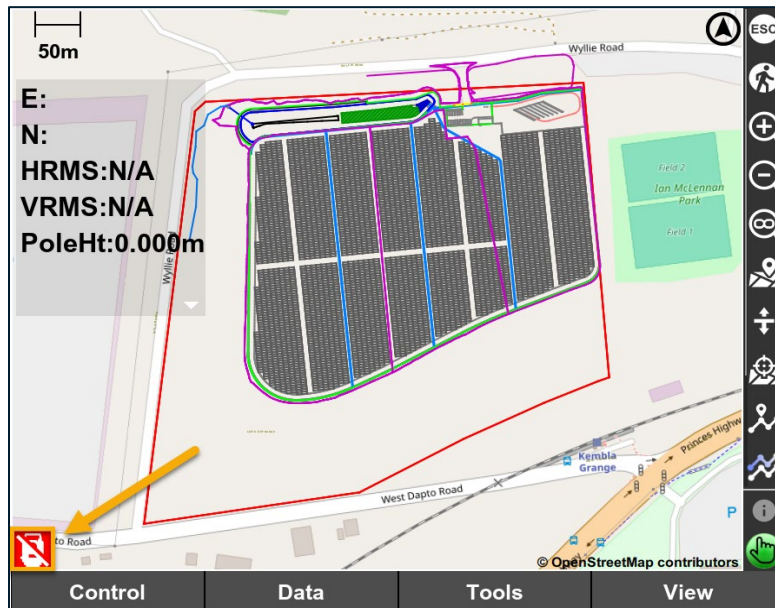 50m
ESC
Wyllie Road
E:
N:
HRMS:N/A
VRMS:N/A
PoleHt:0.000m
Field 2
Ian McLennan
Park
Field 1
Princes Highw
Kembla
Grange
West Dapto Road
to Road
P
© OpenStreetMap contributors
Control
Data
Tools
View